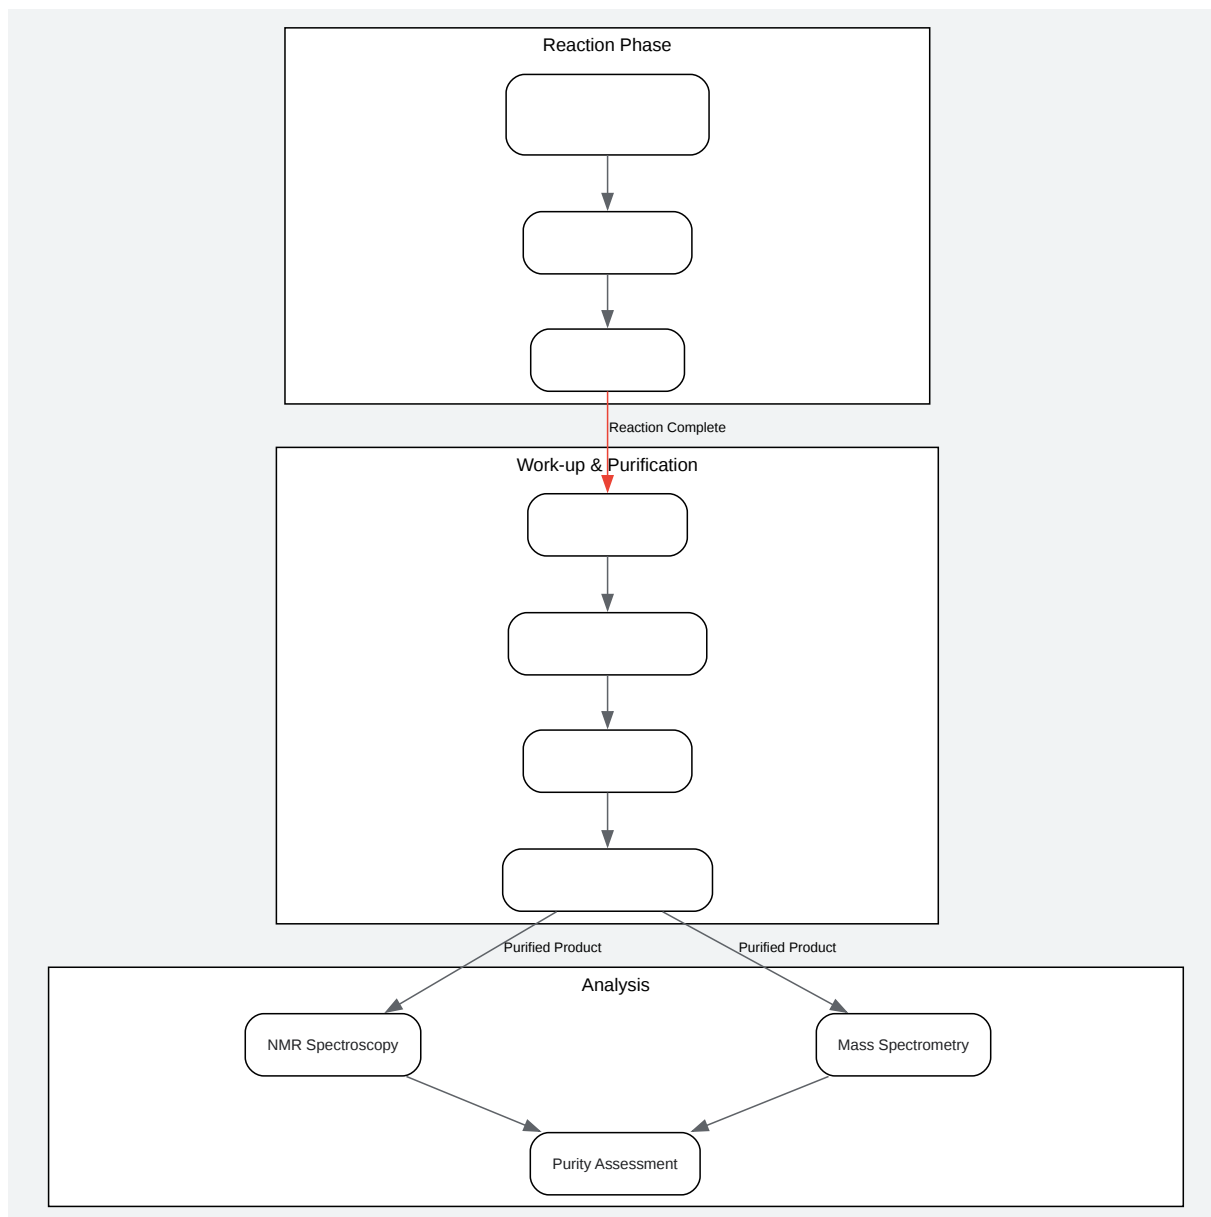 Reaction Phase
Reaction Complete
Work-up & Purification
Purified Product
Purified Product
Analysis
NMR Spectroscopy
Mass Spectrometry
Purity Assessment